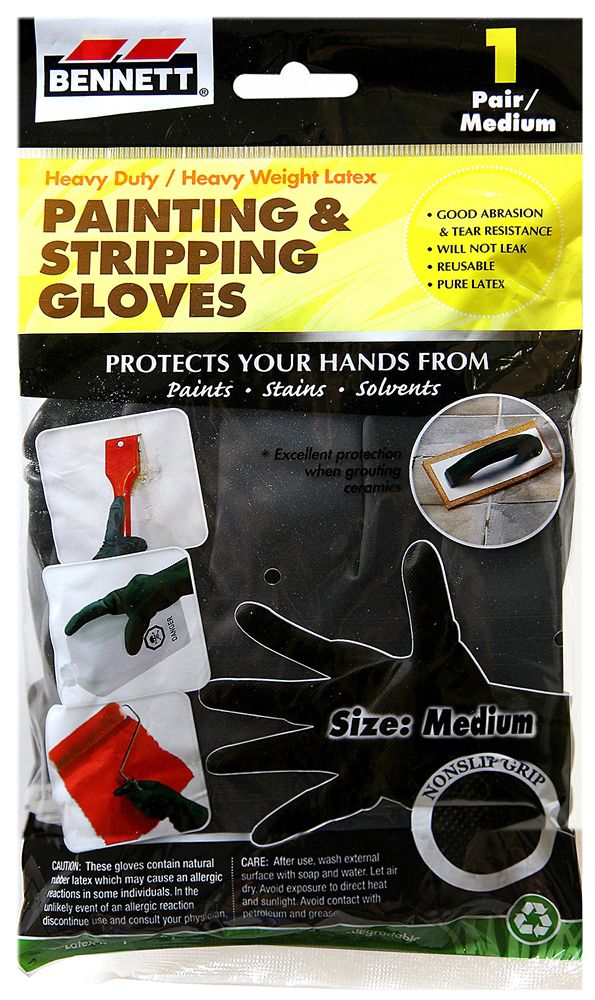 BENNETT®
1
Pair/
Medium
Heavy Duty / Heavy Weight Latex
PAINTING &
STRIPPING
GLOVES
• GOOD ABRASION
& TEAR RESISTANCE
• WILL NOT LEAK
• REUSABLE
• PURE LATEX
PROTECTS YOUR HANDS FROM
Paints • Stains • Solvents
* Excellent protection
when grouting
ceramics
DANGER
Size: Medium
NONSLIP GRIP
CAUTION: These gloves contain natural
rubber latex which may cause an allergic
reactions in some individuals. In the
unlikely event of an allergic reaction
discontinue use and consult your physician.
CARE: After use, wash external
surface with soap and water. Let air
dry. Avoid exposure to direct heat
and sunlight. Avoid contact with
petroleum and grease.